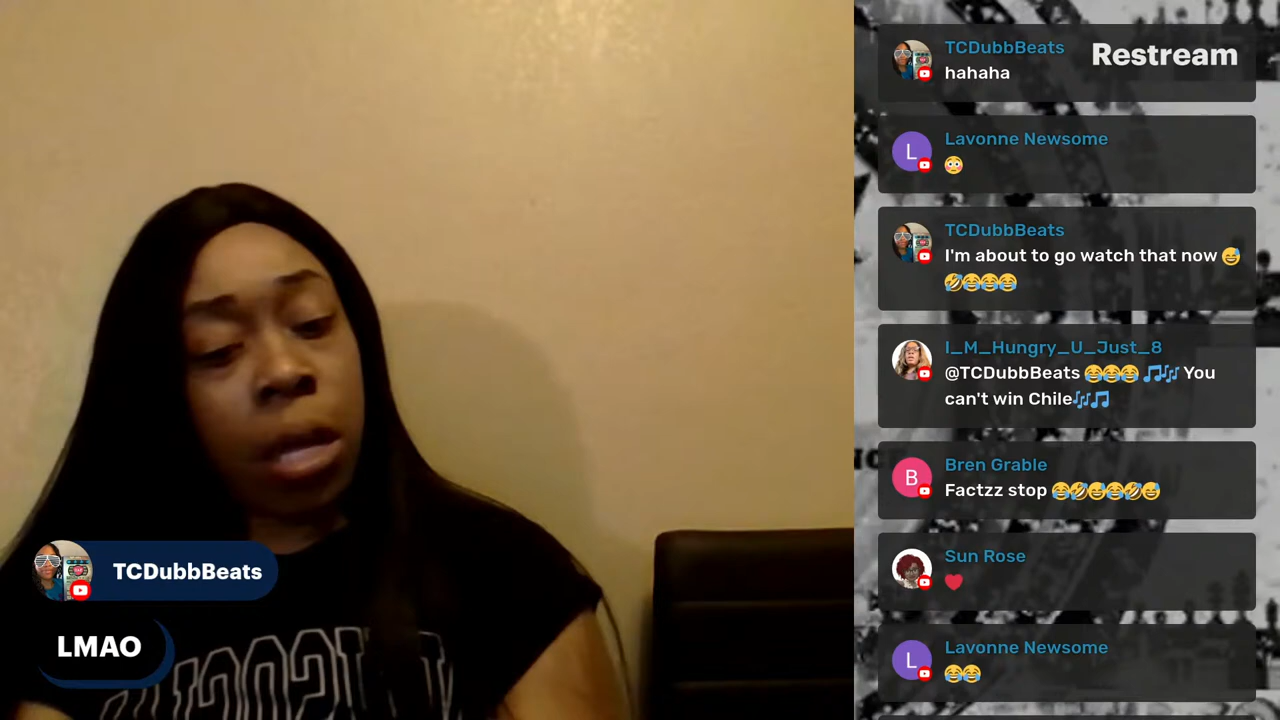 TCDubbBeats
Restream
hahaha
L
Lavonne Newsome
😳
TCDubbBeats
I'm about to go watch that now 😅
🤣😂😂😂
I_M_Hungry_U_Just_8
@TCDubbBeats 😂😂😂 🎵🎶 You
can't win Chile🎶🎵
B
Bren Grable
Factzz stop 😂🤣😅😂🤣😅
Sun Rose
❤️
L
Lavonne Newsome
😂😂
TCDubbBeats
LMAO